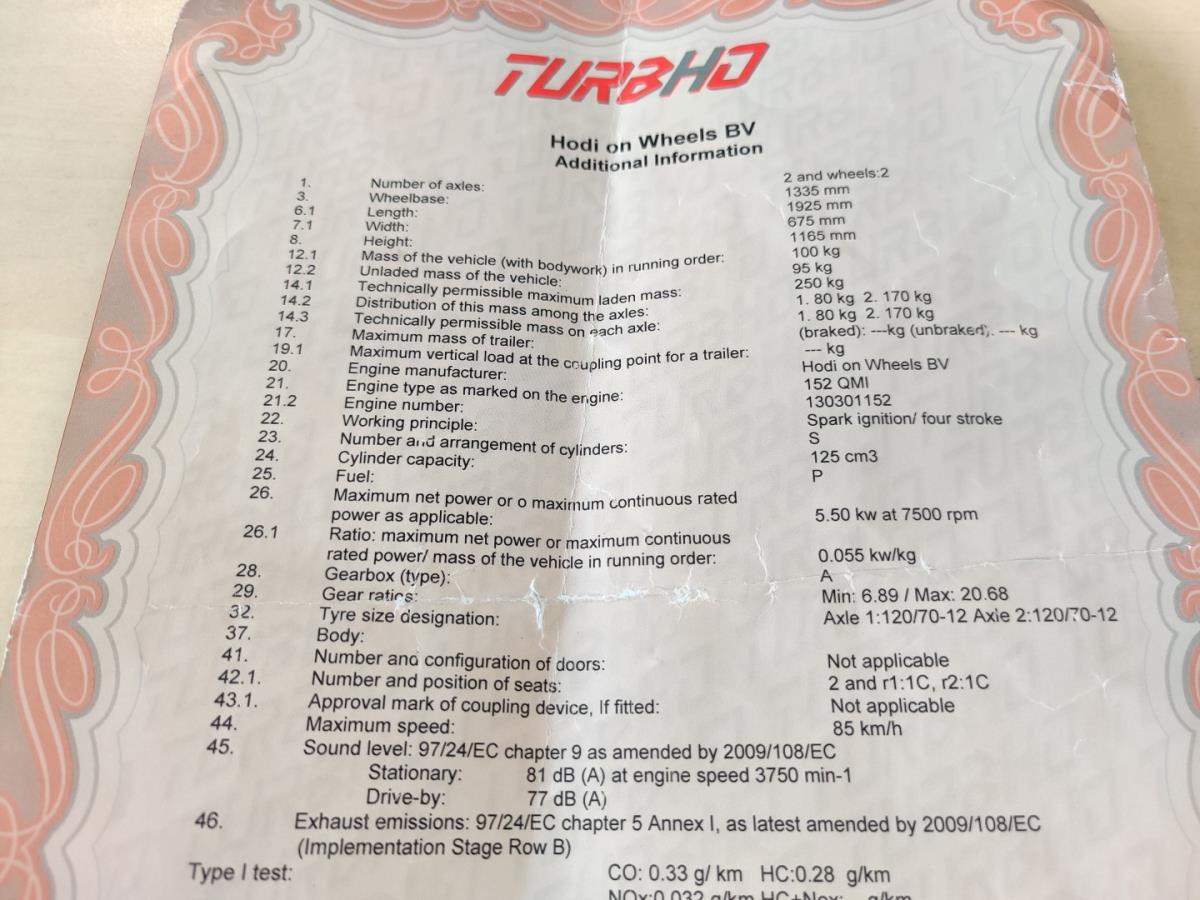 TURBHO
Hodi on Wheels BV
Additional Information
1. Number of axles: 2 and wheels:2
3. Wheelbase: 1335 mm
6.1 Length: 1925 mm
7.1 Width: 675 mm
8. Height: 1165 mm
12.1 Mass of the vehicle (with bodywork) in running order: 100 kg
12.2 Unladed mass of the vehicle: 95 kg
14.1 Technically permissible maximum laden mass: 250 kg
14.2 Distribution of this mass among the axles: 1. 80 kg 2. 170 kg
14.3 Technically permissible mass on each axle: 1. 80 kg 2. 170 kg
17. Maximum mass of trailer: (braked): ---kg (unbraked): --- kg
19.1 Maximum vertical load at the coupling point for a trailer: --- kg
20. Engine manufacturer: Hodi on Wheels BV
21. Engine type as marked on the engine: 152 QMI
21.2 Engine number: 130301152
22. Working principle: Spark ignition/ four stroke
23. Number and arrangement of cylinders: S
24. Cylinder capacity: 125 cm3
25. Fuel: P
26. Maximum net power or o maximum continuous rated
power as applicable: 5.50 kw at 7500 rpm
26.1 Ratio: maximum net power or maximum continuous
rated power/ mass of the vehicle in running order: 0.055 kw/kg
28. Gearbox (type): A
29. Gear ratios: Min: 6.89 / Max: 20.68
32. Tyre size designation: Axle 1:120/70-12 Axie 2:120/70-12
37. Body:
41. Number and configuration of doors: Not applicable
42.1. Number and position of seats: 2 and r1:1C, r2:1C
43.1. Approval mark of coupling device, If fitted: Not applicable
44. Maximum speed: 85 km/h
45. Sound level: 97/24/EC chapter 9 as amended by 2009/108/EC
Stationary: 81 dB (A) at engine speed 3750 min-1
Drive-by: 77 dB (A)
46. Exhaust emissions: 97/24/EC chapter 5 Annex I, as latest amended by 2009/108/EC
(Implementation Stage Row B)
Type I test: CO: 0.33 g/ km HC:0.28 g/km
NOx:0.032 g/km HC+Nox: g/km